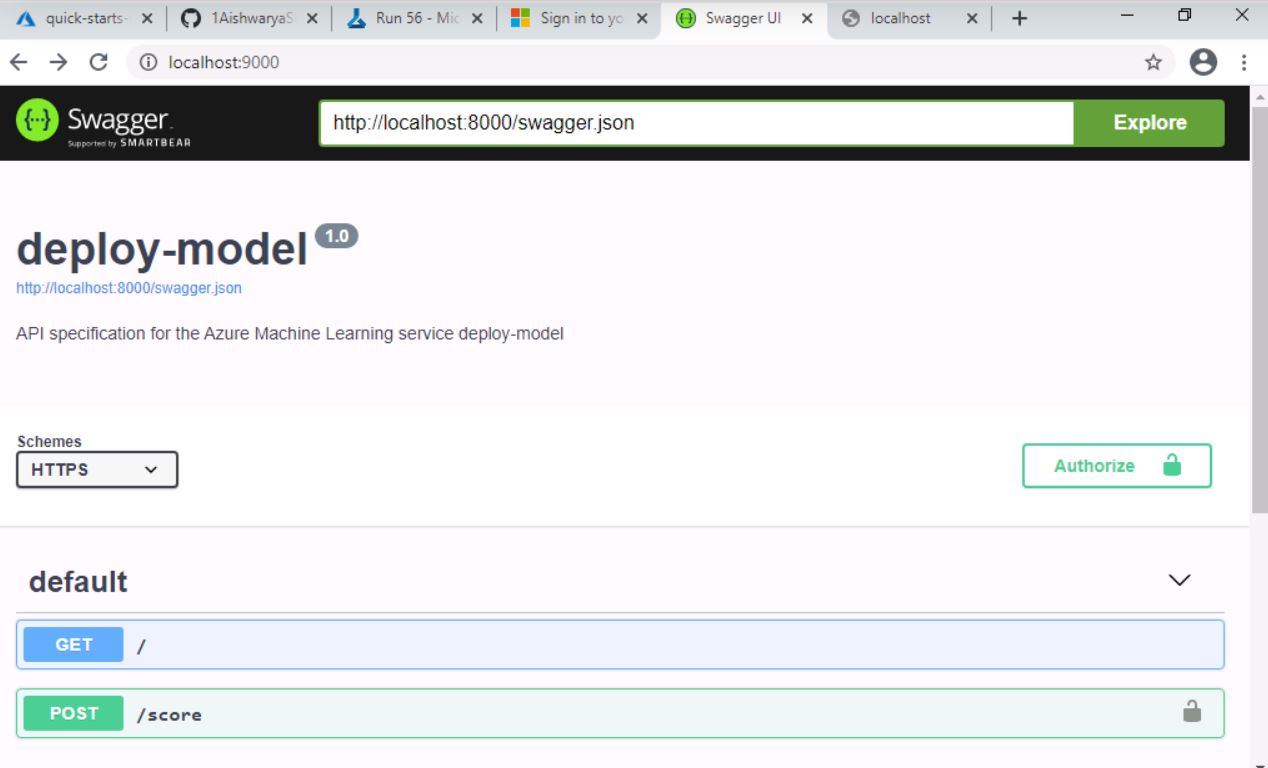 quick-starts-
1AishwaryaS
Run 56 - Mic
Sign in to yo
Swagger UI
localhost
localhost:9000
Swagger
Supported by SMARTBEAR
http://localhost:8000/swagger.json
Explore
deploy-model 1.0
http://localhost:8000/swagger.json
API specification for the Azure Machine Learning service deploy-model
Schemes
HTTPS
Authorize
default
GET /
POST /score